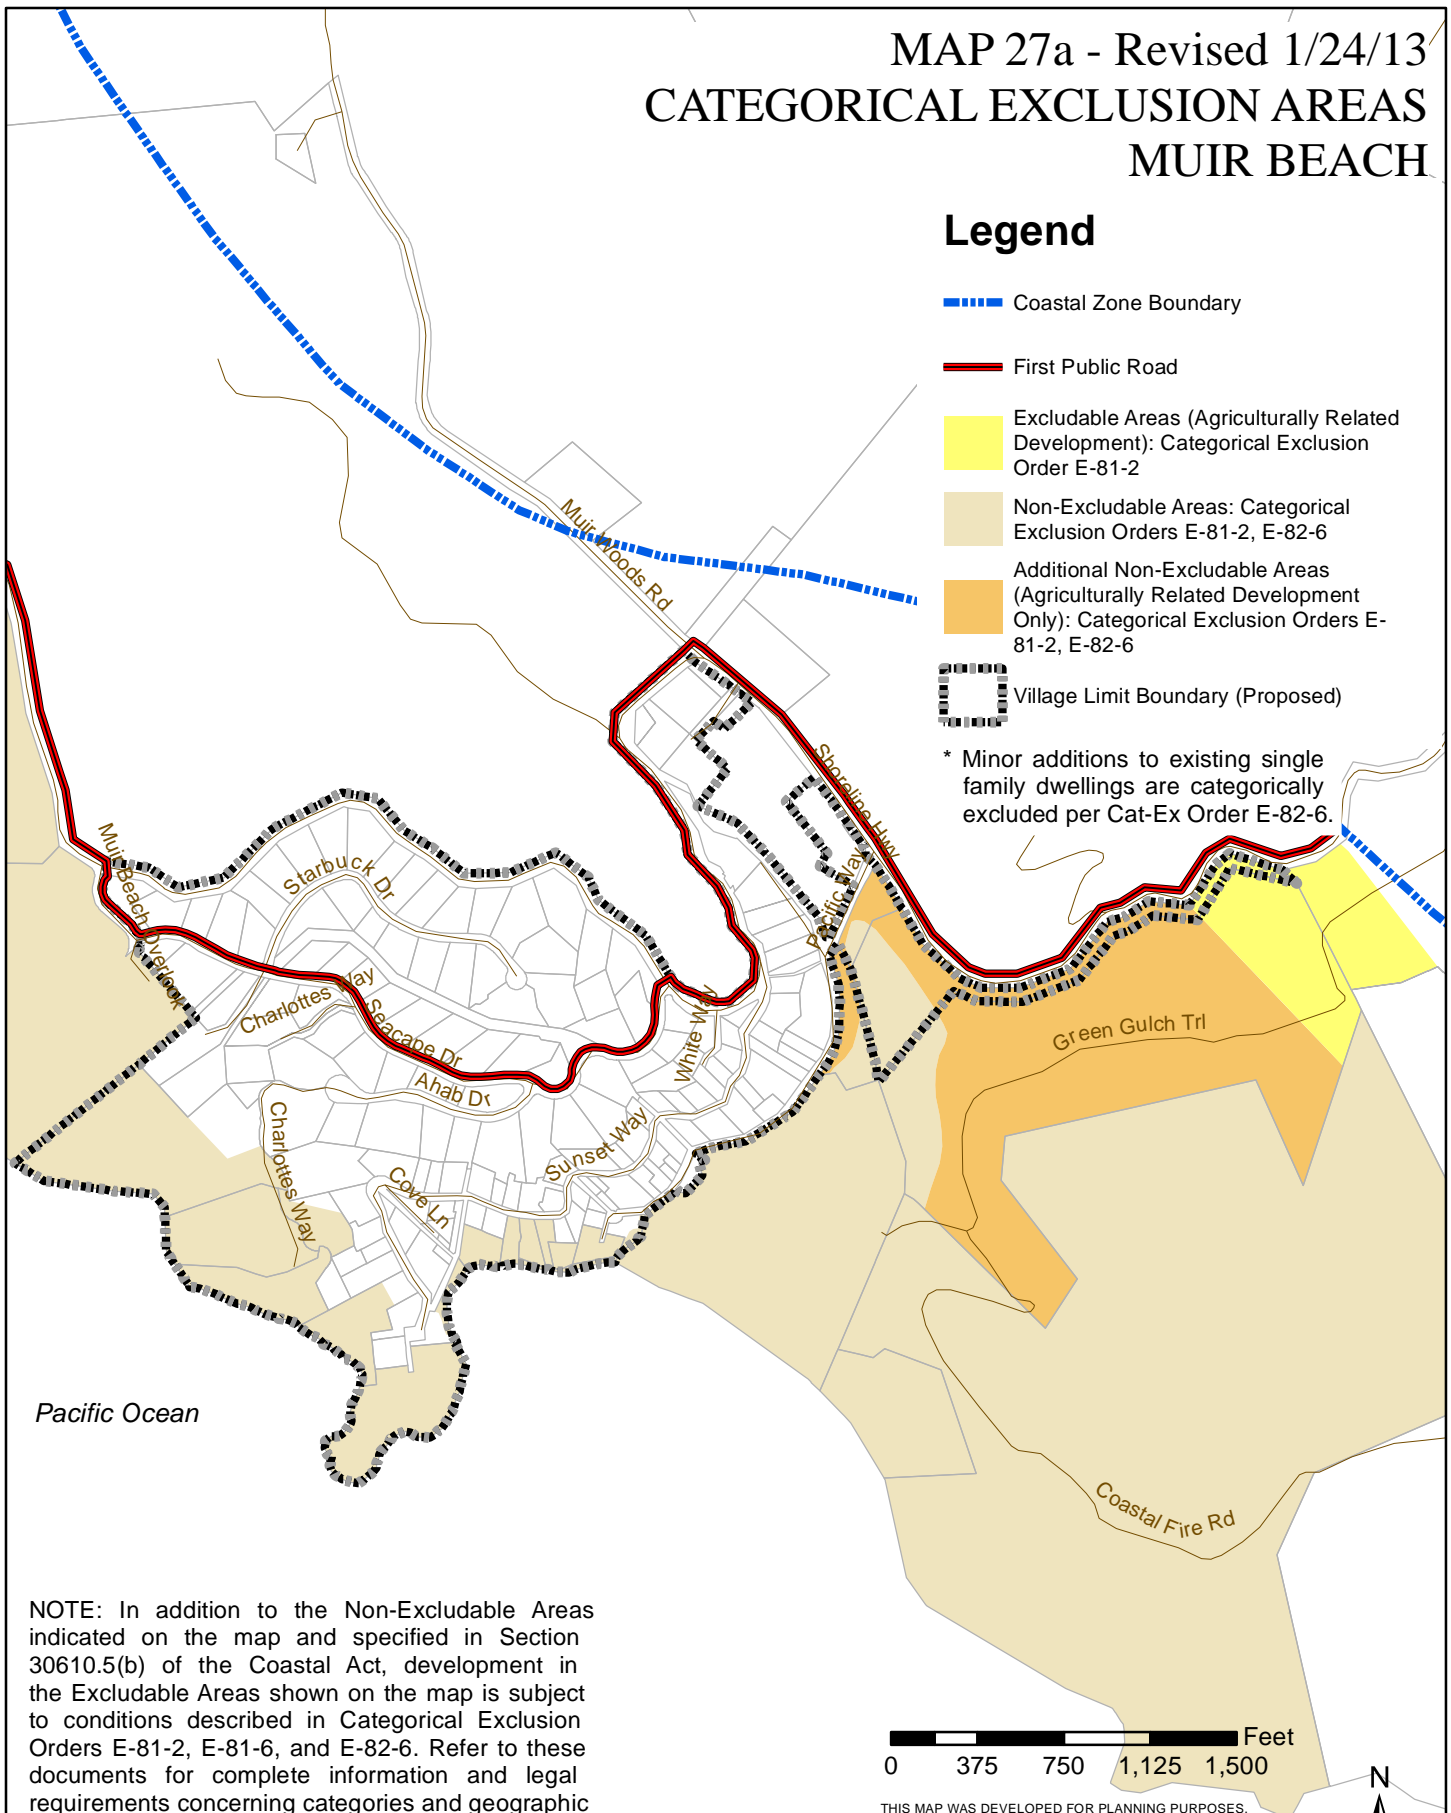 MAP 27a - Revised 1/24/13
CATEGORICAL EXCLUSION AREAS
MUIR BEACH
Legend
Coastal Zone Boundary
First Public Road
Excludable Areas (Agriculturally Related
Development): Categorical Exclusion
Order E-81-2
Non-Excludable Areas: Categorical
Exclusion Orders E-81-2, E-82-6
Additional Non-Excludable Areas
(Agriculturally Related Development
Only): Categorical Exclusion Orders E-
81-2, E-82-6
Village Limit Boundary (Proposed)
* Minor additions to existing single
family dwellings are categorically
excluded per Cat-Ex Order E-82-6.
Muir Woods Rd
Shoreline Hwy
Pacific Way
Muir Beach Overlook
Starbuck Dr
Charlottes Way
Seacape Dr
Ahab Dr
White Way
Sunset Way
Charlottes Way
Cove Ln
Green Gulch Trl
Coastal Fire Rd
Pacific Ocean
NOTE: In addition to the Non-Excludable Areas
indicated on the map and specified in Section
30610.5(b) of the Coastal Act, development in
the Excludable Areas shown on the map is subject
to conditions described in Categorical Exclusion
Orders E-81-2, E-81-6, and E-82-6. Refer to these
documents for complete information and legal
requirements concerning categories and geographic
Feet
0 375 750 1,125 1,500
N
THIS MAP WAS DEVELOPED FOR PLANNING PURPOSES.